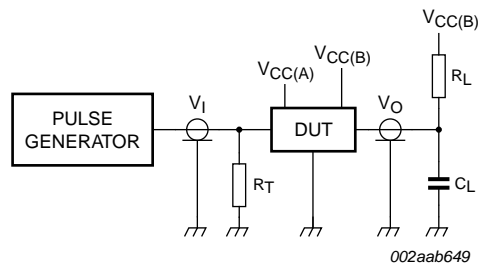 VCC(B)
VCC(A)
VCC(B)
RL
VI
VO
PULSE
GENERATOR
DUT
RT
CL
002aab649